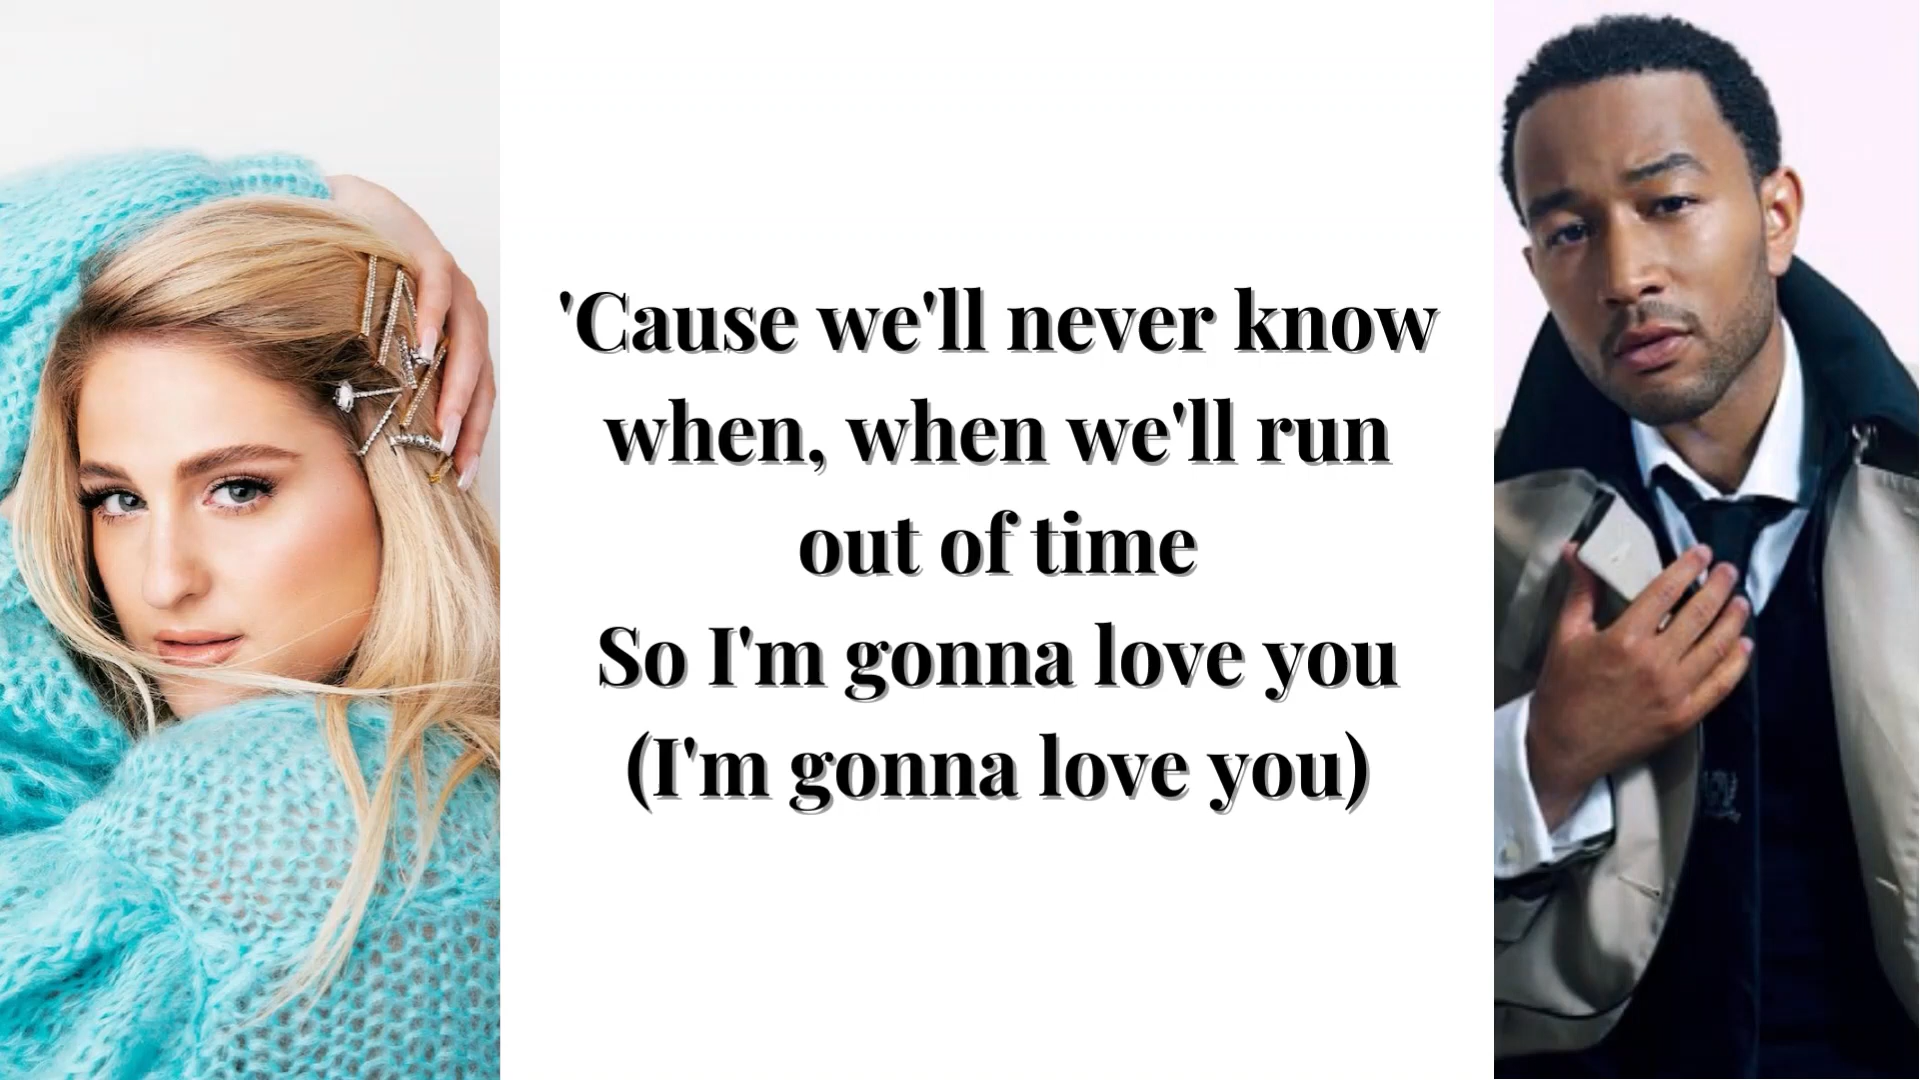 'Cause we'll never know
when, when we'll run
out of time
So I'm gonna love you
(I'm gonna love you)